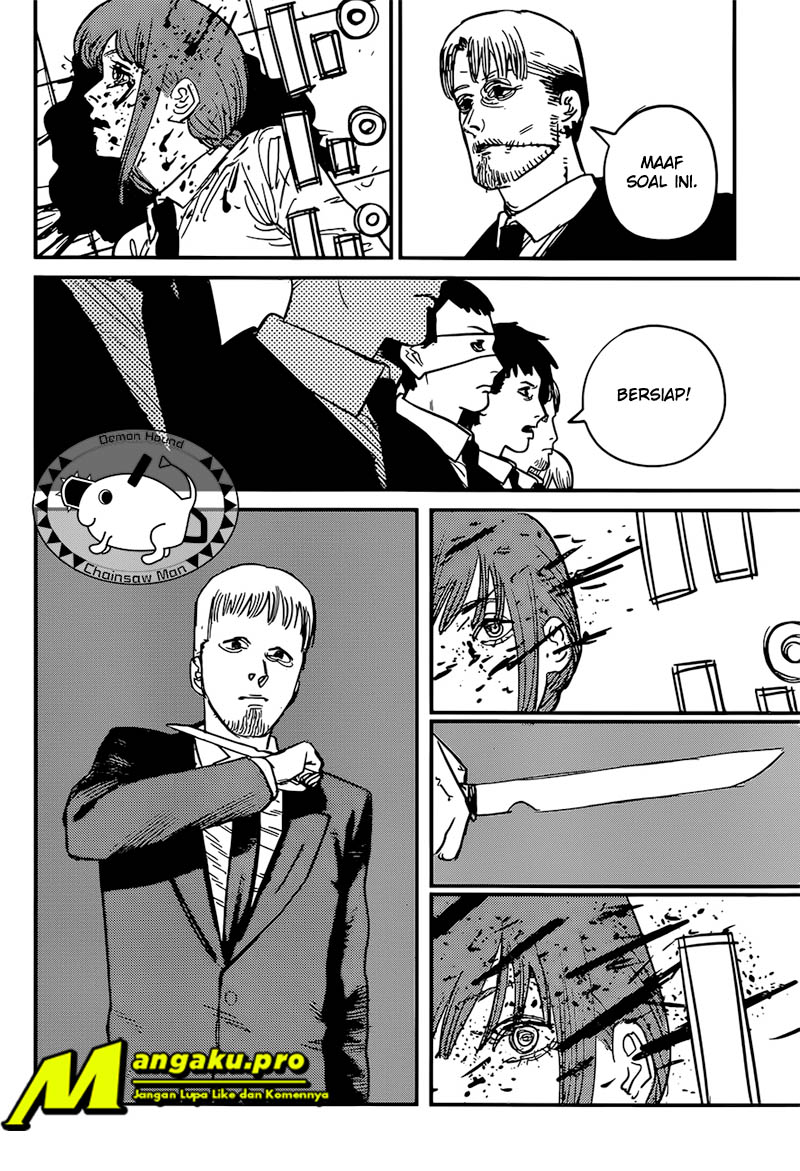 MAAF
SOAL INI.
BERSIAP!
Demon Hound
Chainsaw Man
Mangaku.pro
Jangan Lupa Like dan Komennya